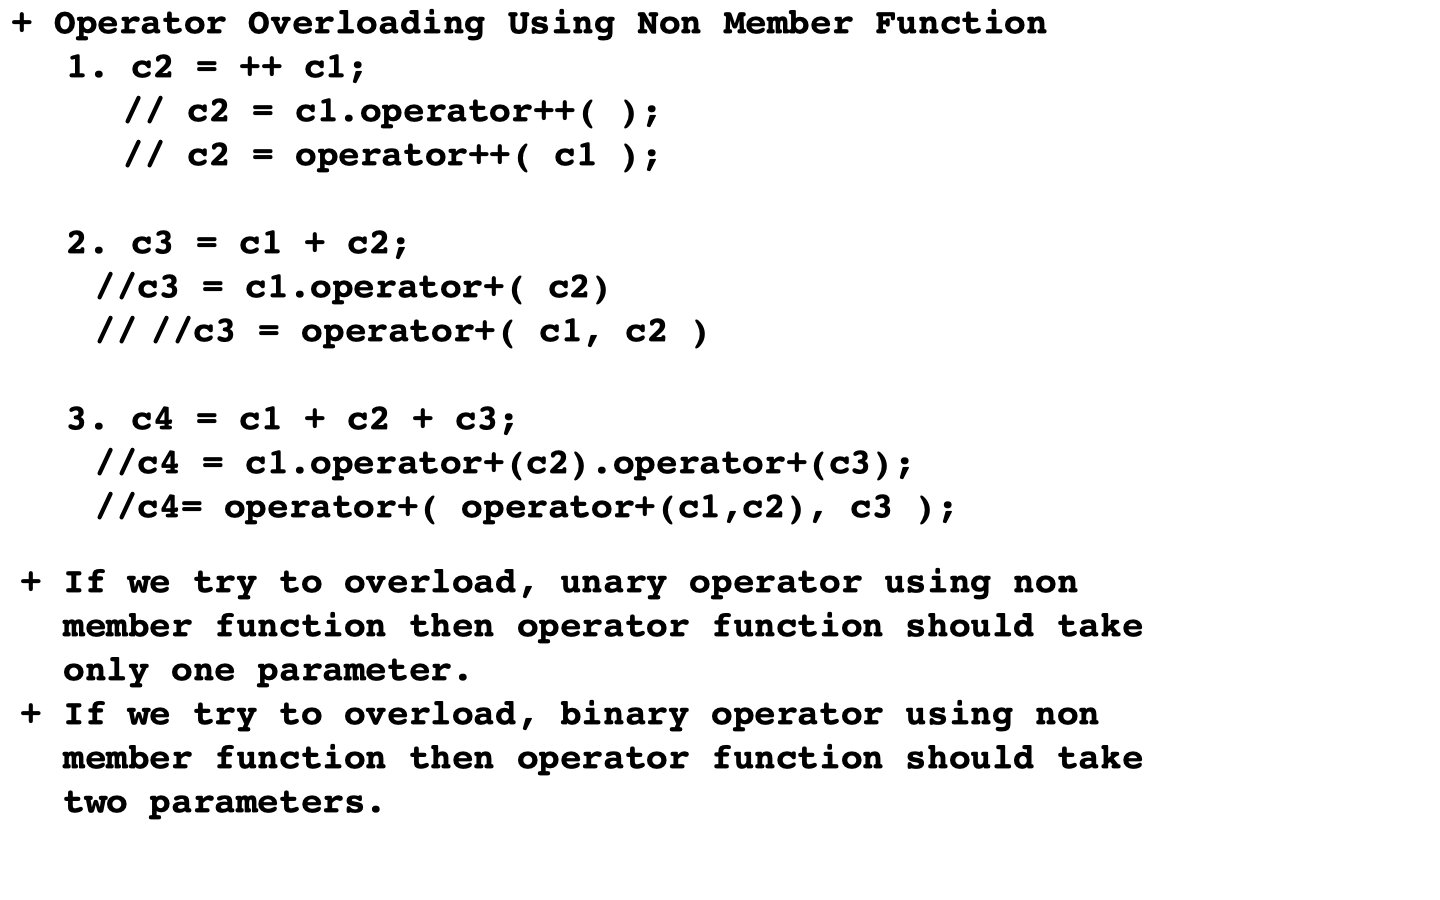 + Operator Overloading Using Non Member Function
1. c2 = ++ c1;
// c2 = c1.operator++( );
// c2 = operator++( c1 );
2. c3 = c1 + c2;
//c3 = c1.operator+( c2)
// //c3 = operator+( c1, c2 )
3. c4 = c1 + c2 + c3;
//c4 = c1.operator+(c2).operator+(c3);
//c4= operator+( operator+(c1,c2), c3 );
+ If we try to overload, unary operator using non
member function then operator function should take
only one parameter.
+ If we try to overload, binary operator using non
member function then operator function should take
two parameters.